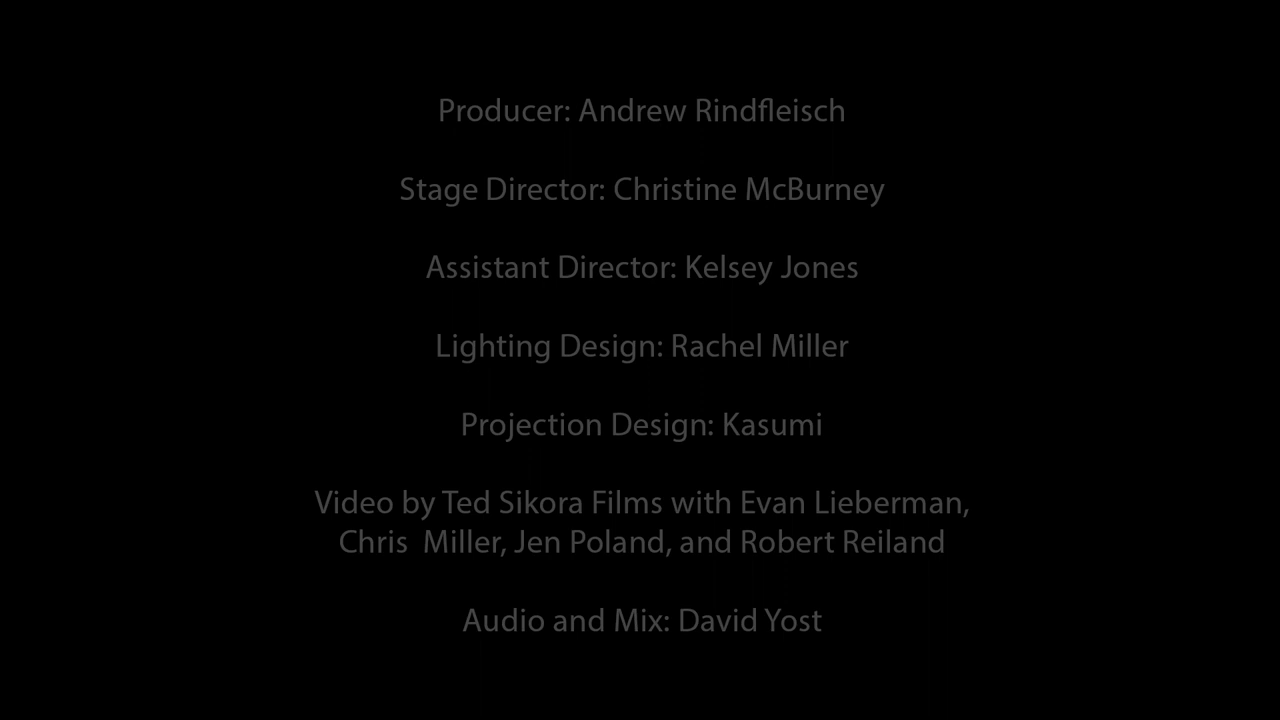 Producer: Andrew Rindfleisch
Stage Director: Christine McBurney
Assistant Director: Kelsey Jones
Lighting Design: Rachel Miller
Projection Design: Kasumi
Video by Ted Sikora Films with Evan Lieberman,
Chris  Miller, Jen Poland, and Robert Reiland
Audio and Mix: David Yost